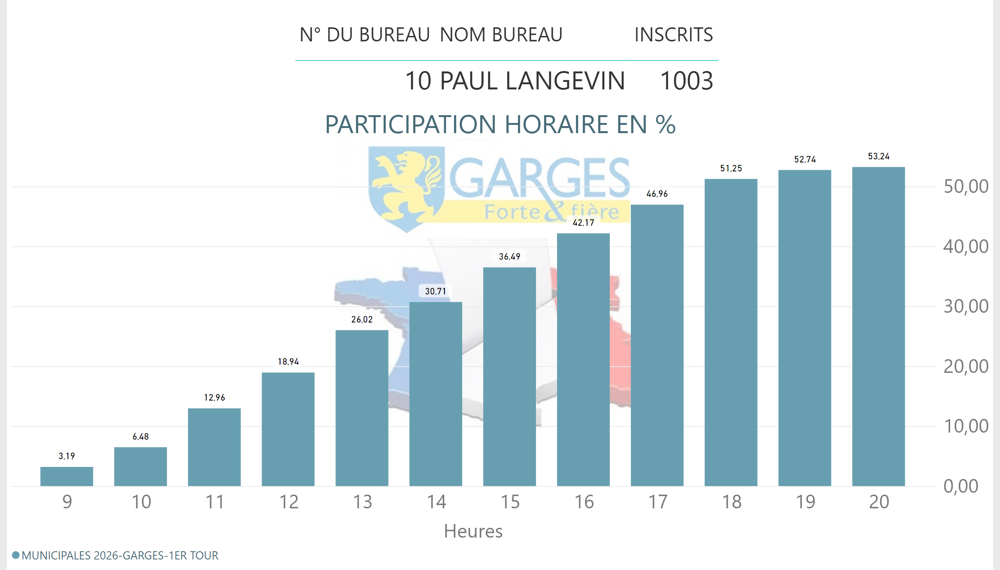 N° DU BUREAU NOM BUREAU INSCRITS
10 PAUL LANGEVIN 1003
PARTICIPATION HORAIRE EN %
GARGES
Forte & fière
53,24
52,74
51,25
50,00
46,96
42,17
40,00
36,49
30,71
30,00
26,02
18,94
20,00
12,96
10,00
6,48
3,19
0,00
9 10 11 12 13 14 15 16 17 18 19 20
Heures
MUNICIPALES 2026-GARGES-1ER TOUR